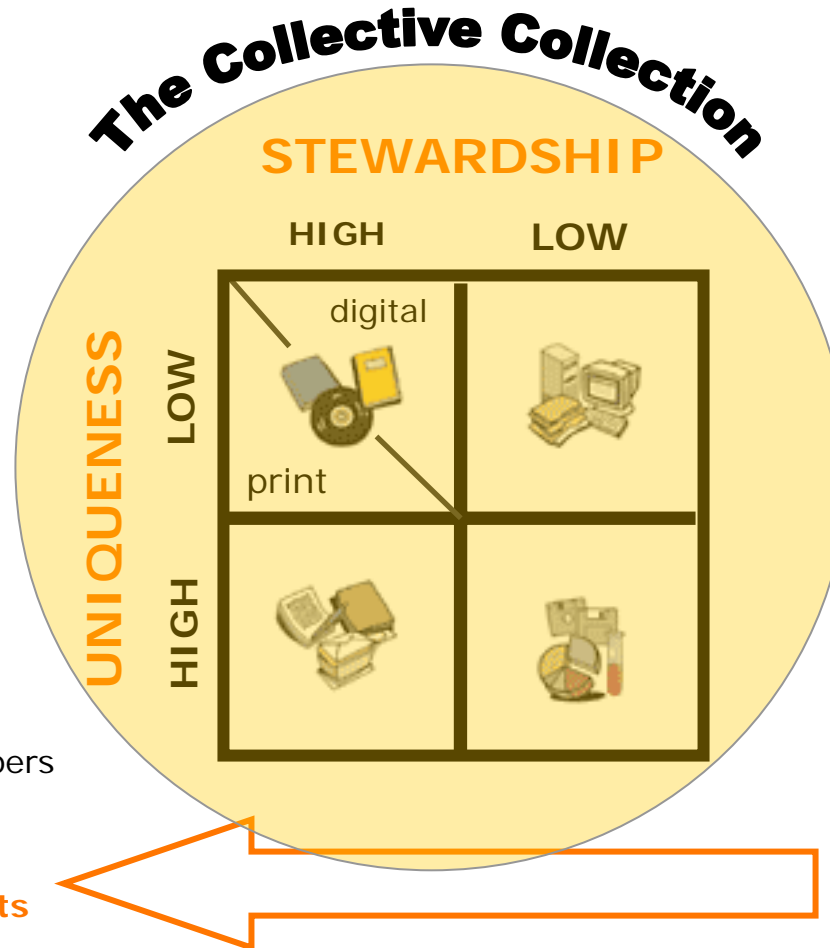 The Collective Collection
STEWARDSHIP
HIGH LOW
UNIQUENESS
LOW
digital
print
HIGH